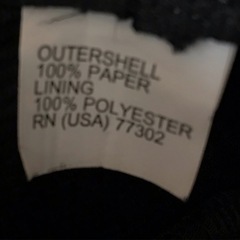 OUTERSHELL
100% PAPER
LINING
100% POLYESTER
RN (USA) 77302